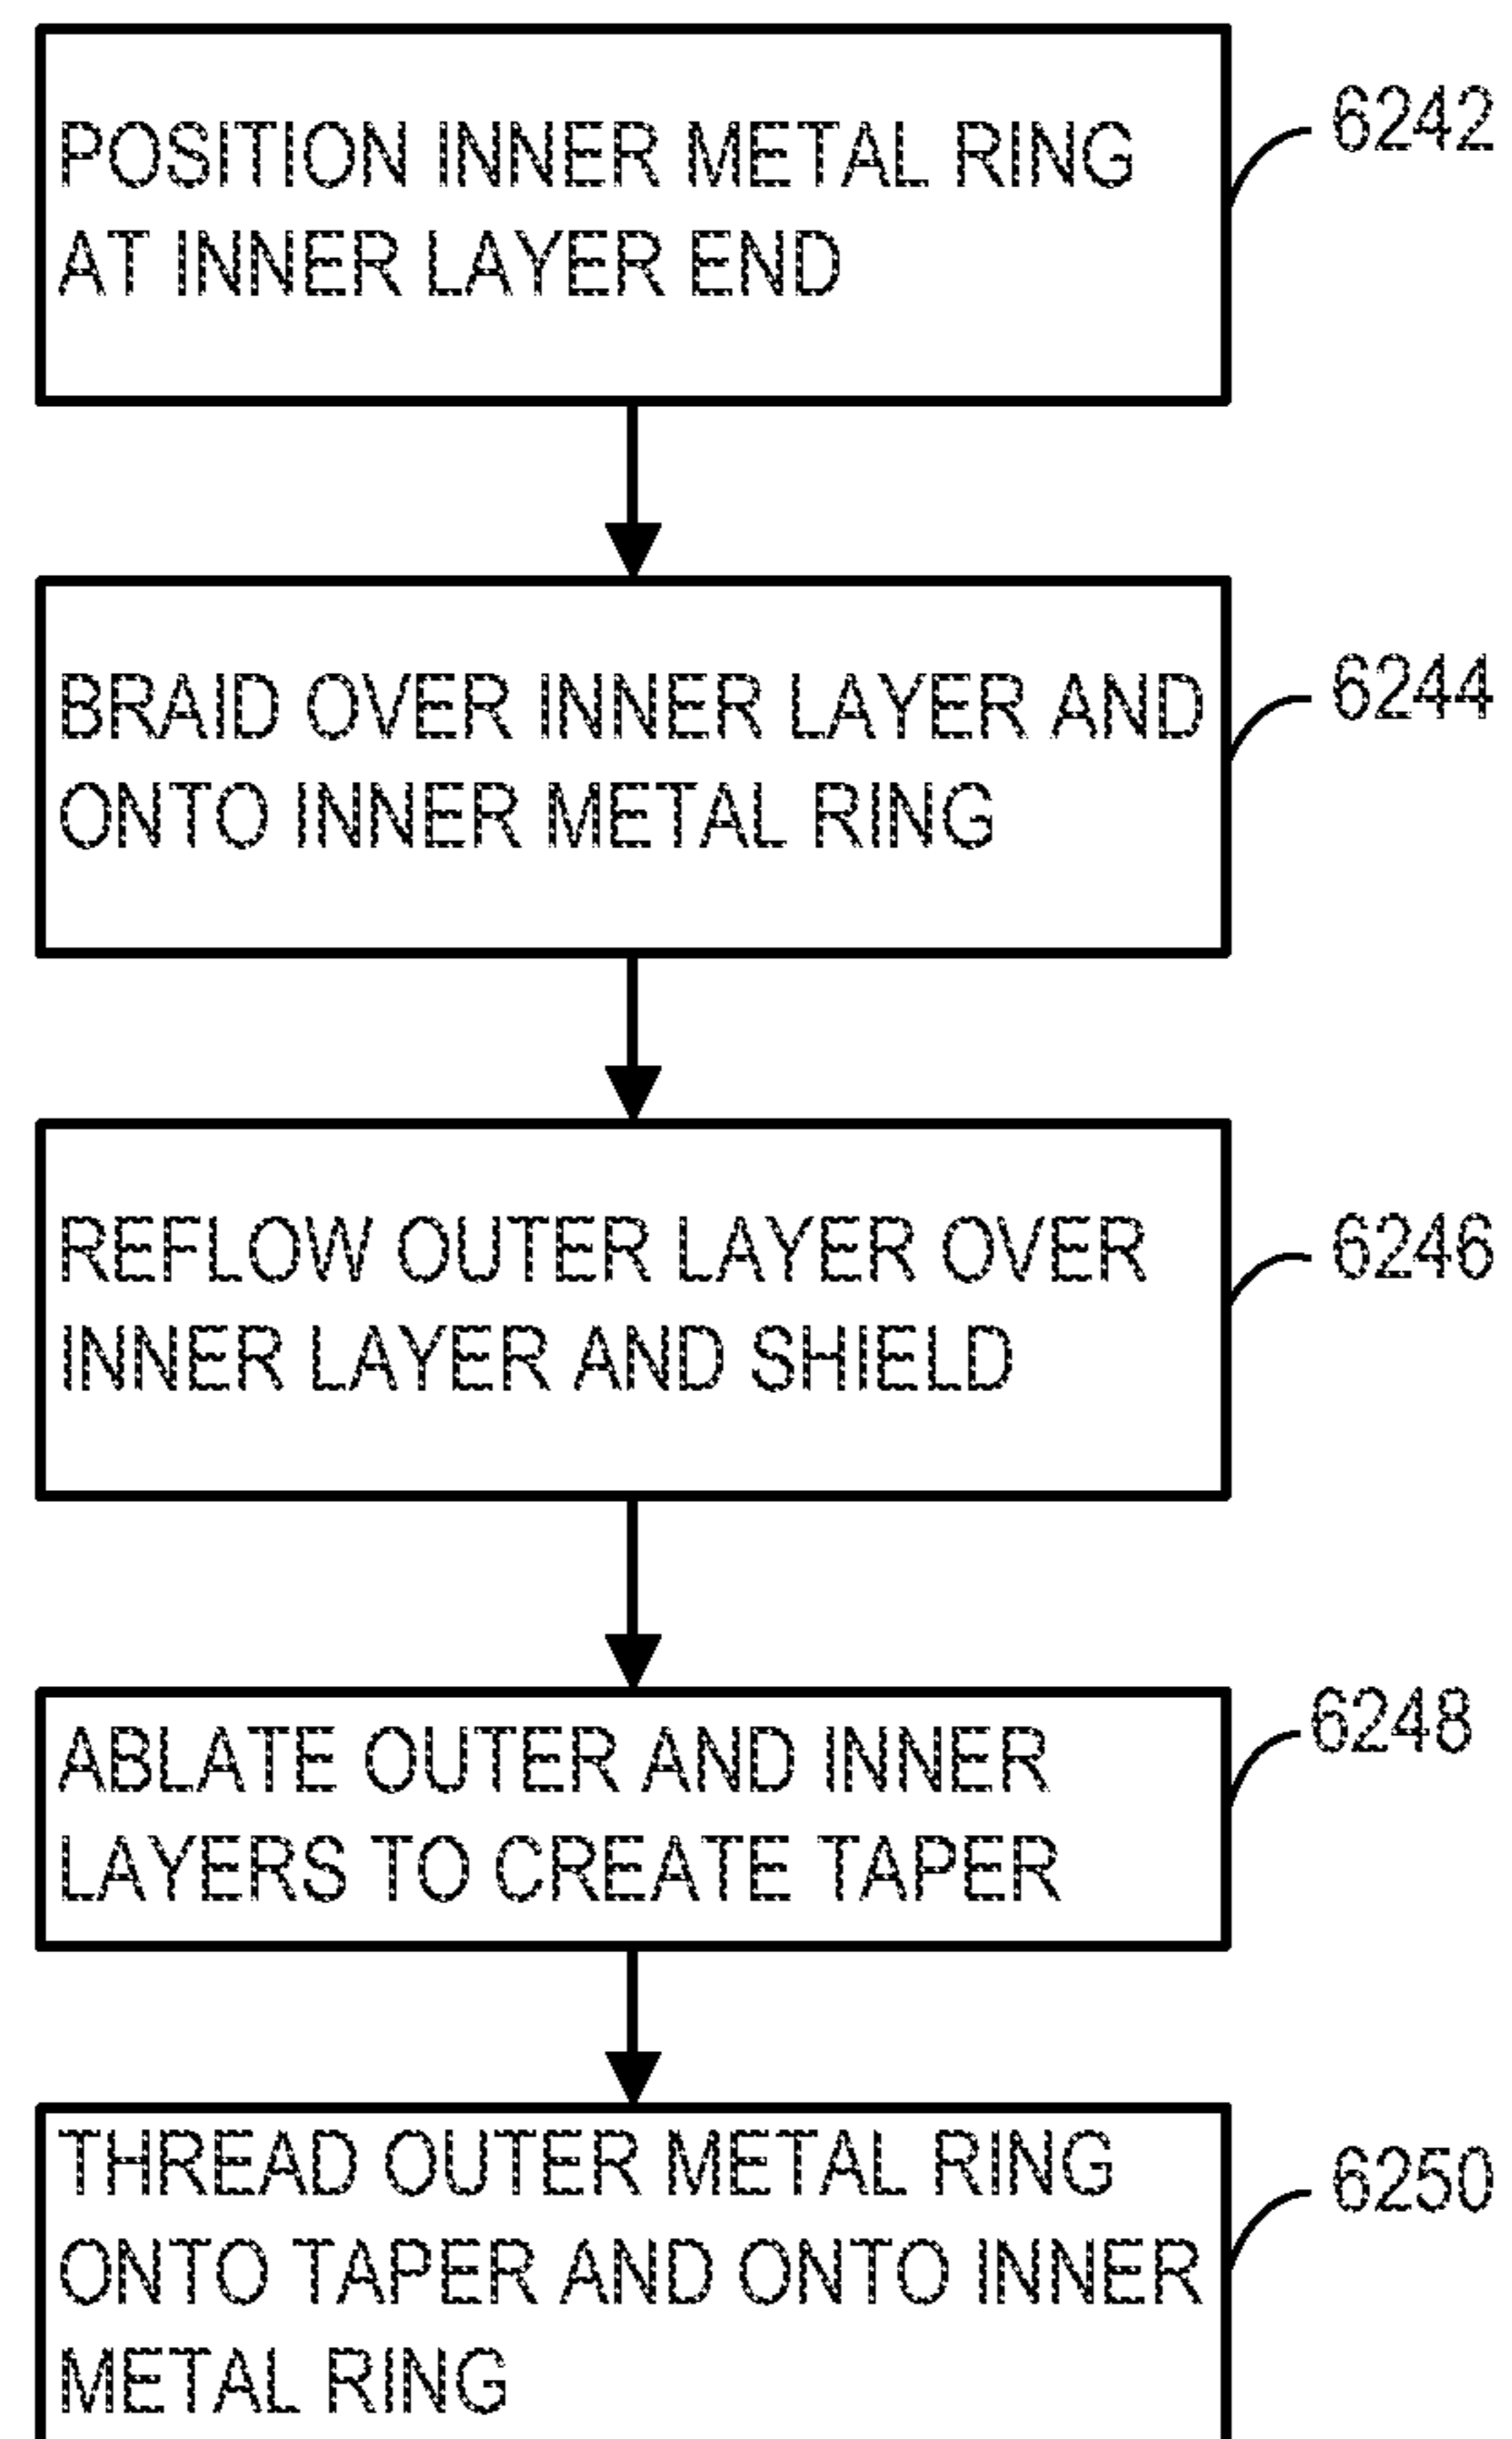 POSITION INNER METAL RING
AT INNER LAYER END
6242
BRAID OVER INNER LAYER AND
ONTO INNER METAL RING
6244
REFLOW OUTER LAYER OVER
INNER LAYER AND SHIELD
6246
ABLATE OUTER AND INNER
LAYERS TO CREATE TAPER
6248
THREAD OUTER METAL RING
ONTO TAPER AND ONTO INNER
METAL RING
6250